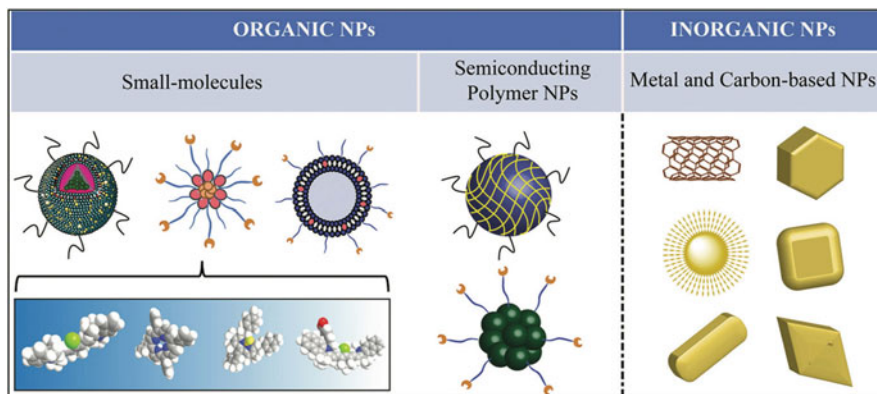 ORGANIC NPs
INORGANIC NPs
Small-molecules
Semiconducting
Polymer NPs
Metal and Carbon-based NPs